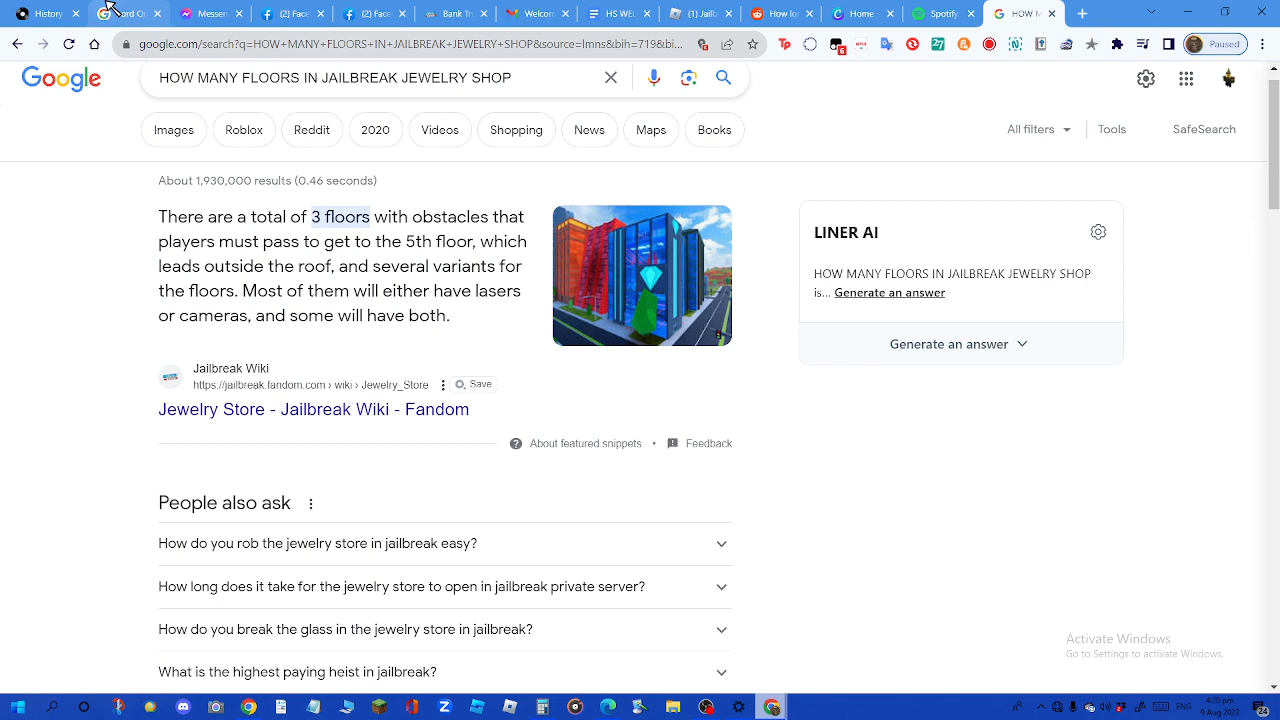 History
Word Co
Messen
(2) Face
(2) Face
Bank Tr
Welcon
HS WEL
(1) Jailb
(1) How
Spotify
HOW M
google.com/search?q=HOW+MANY+FLOORS+IN+JAILBREAK+JEWELRY+SHOP&source=lmns&bih=719&bi...
Paused
Google
HOW MANY FLOORS IN JAILBREAK JEWELRY SHOP
Images
Roblox
Reddit
2020
Videos
Shopping
News
Maps
Books
All filters
Tools
SafeSearch
About 1,930,000 results (0.46 seconds)
There are a total of 3 floors with obstacles that
players must pass to get to the 5th floor, which
leads outside the roof, and several variants for
the floors. Most of them will either have lasers
or cameras, and some will have both.
LINER AI
HOW MANY FLOORS IN JAILBREAK JEWELRY SHOP
is... Generate an answer
Generate an answer
Jailbreak Wiki
https://jailbreak.fandom.com › wiki › Jewelry_Store
Save
Jewelry Store - Jailbreak Wiki - Fandom
About featured snippets • Feedback
People also ask
How do you rob the jewelry store in jailbreak easy?
How long does it take for the jewelry store to open in jailbreak private server?
How do you break the glass in the jewelry store in jailbreak?
What is the highest paying heist in jailbreak?
Activate Windows
Go to Settings to activate Windows.
ENG
4:20 pm
9 Aug 2023
24